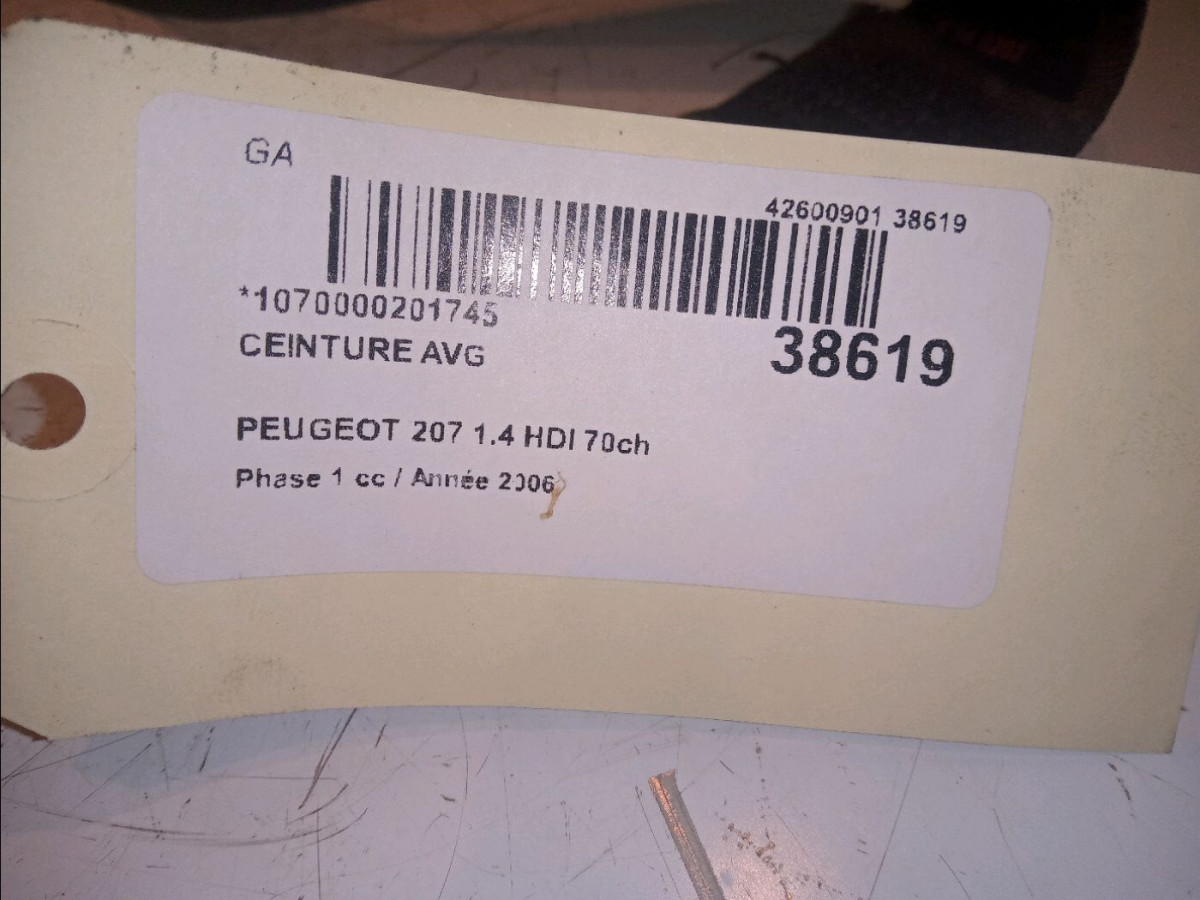 GA
42600901 38619
*1070000201745
38619
CEINTURE AVG
PEUGEOT 207 1.4 HDI 70ch
Phase 1 cc / Année 2006